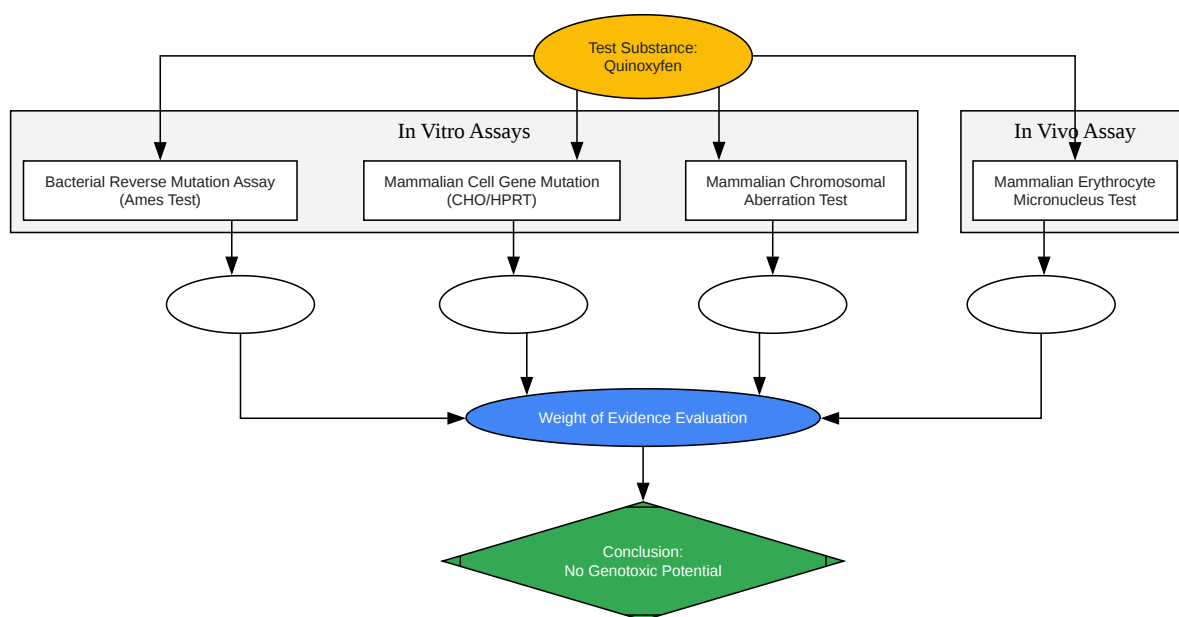 Test Substance:
Quinoxyfen
In Vitro Assays
In Vivo Assay
Bacterial Reverse Mutation Assay
(Ames Test)
Mammalian Cell Gene Mutation
(CHO/HPRT)
Mammalian Chromosomal
Aberration Test
Mammalian Erythrocyte
Micronucleus Test
Weight of Evidence Evaluation
Conclusion:
No Genotoxic Potential